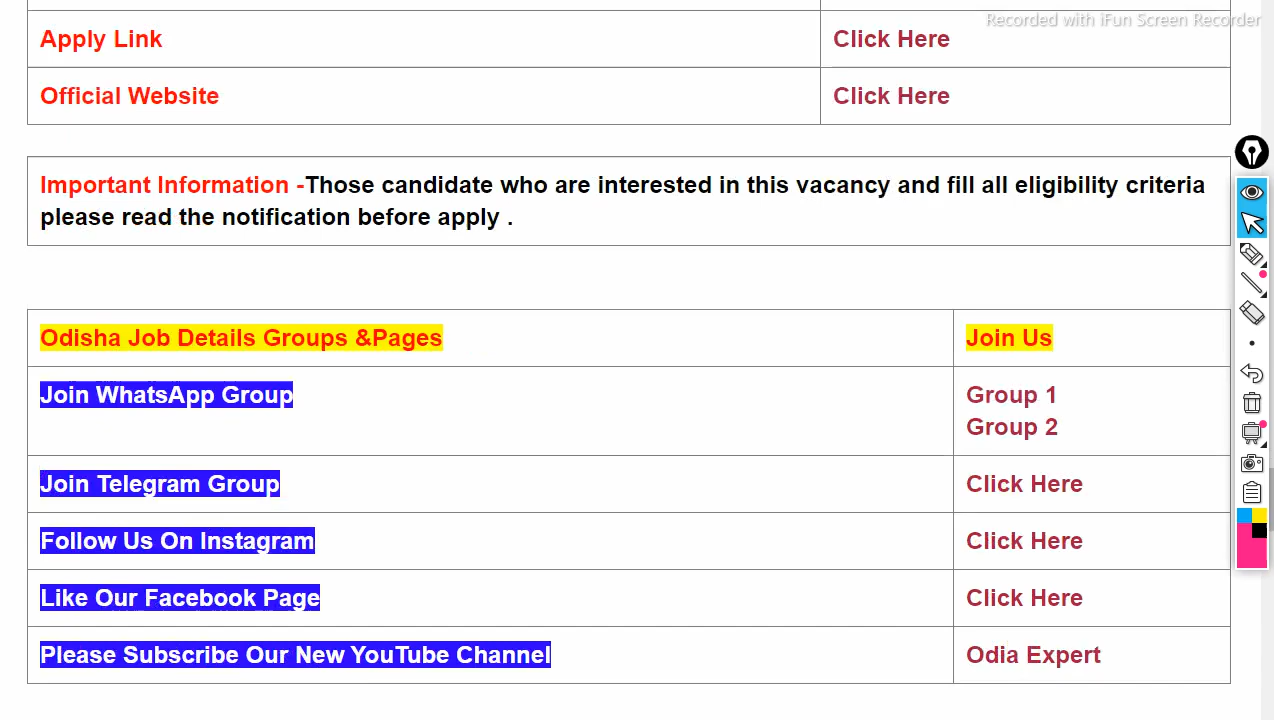 Recorded with iFun Screen Recorder
Apply Link Click Here
Official Website Click Here
Important Information -Those candidate who are interested in this vacancy and fill all eligibility criteria
please read the notification before apply .
Odisha Job Details Groups &Pages Join Us
Join WhatsApp Group Group 1
Group 2
Join Telegram Group Click Here
Follow Us On Instagram Click Here
Like Our Facebook Page Click Here
Please Subscribe Our New YouTube Channel Odia Expert